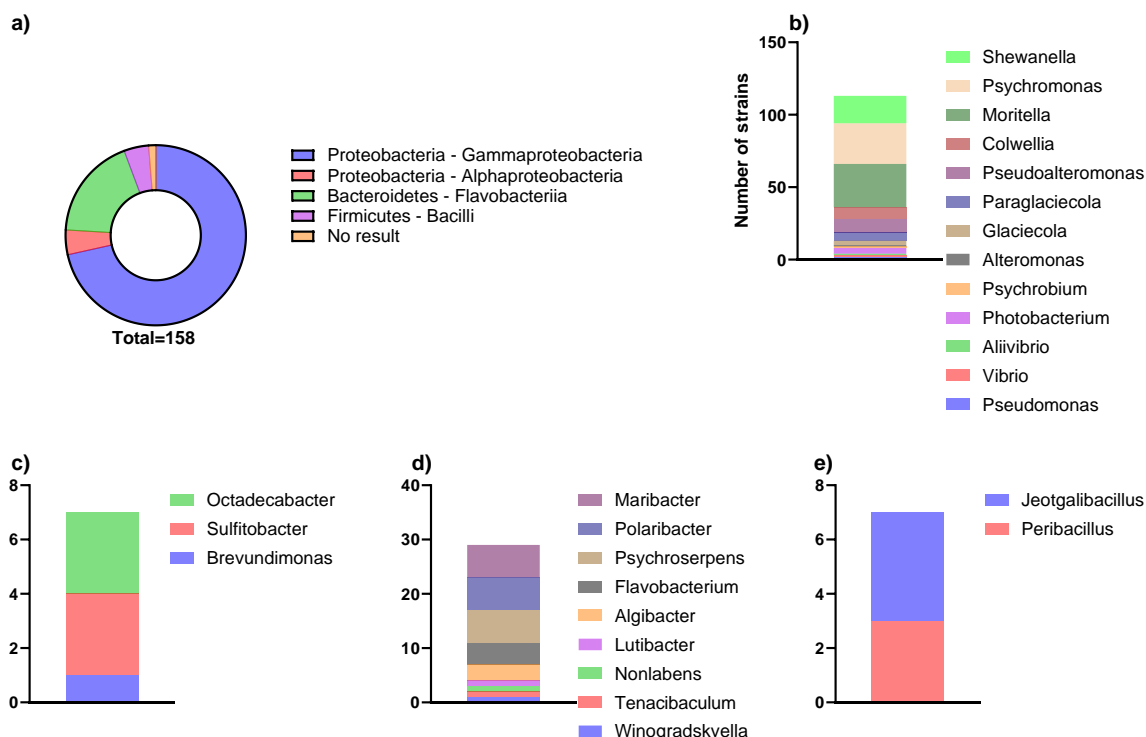 a)
Proteobacteria - Gammaproteobacteria
Proteobacteria - Alphaproteobacteria
Bacteroidetes - Flavobacteriia
Firmicutes - Bacilli
No result
Total=158
b)
Number of strains
150
100
50
0
Shewanella
Psychromonas
Moritella
Colwellia
Pseudoalteromonas
Paraglaciecola
Glaciecola
Alteromonas
Psychrobium
Photobacterium
Aliivibrio
Vibrio
Pseudomonas
c)
8
6
4
2
0
Octadecabacter
Sulfitobacter
Brevundimonas
d)
40
30
20
10
0
Maribacter
Polaribacter
Psychroserpens
Flavobacterium
Algibacter
Lutibacter
Nonlabens
Tenacibaculum
Winogradskyella
e)
8
6
4
2
0
Jeotgalibacillus
Peribacillus